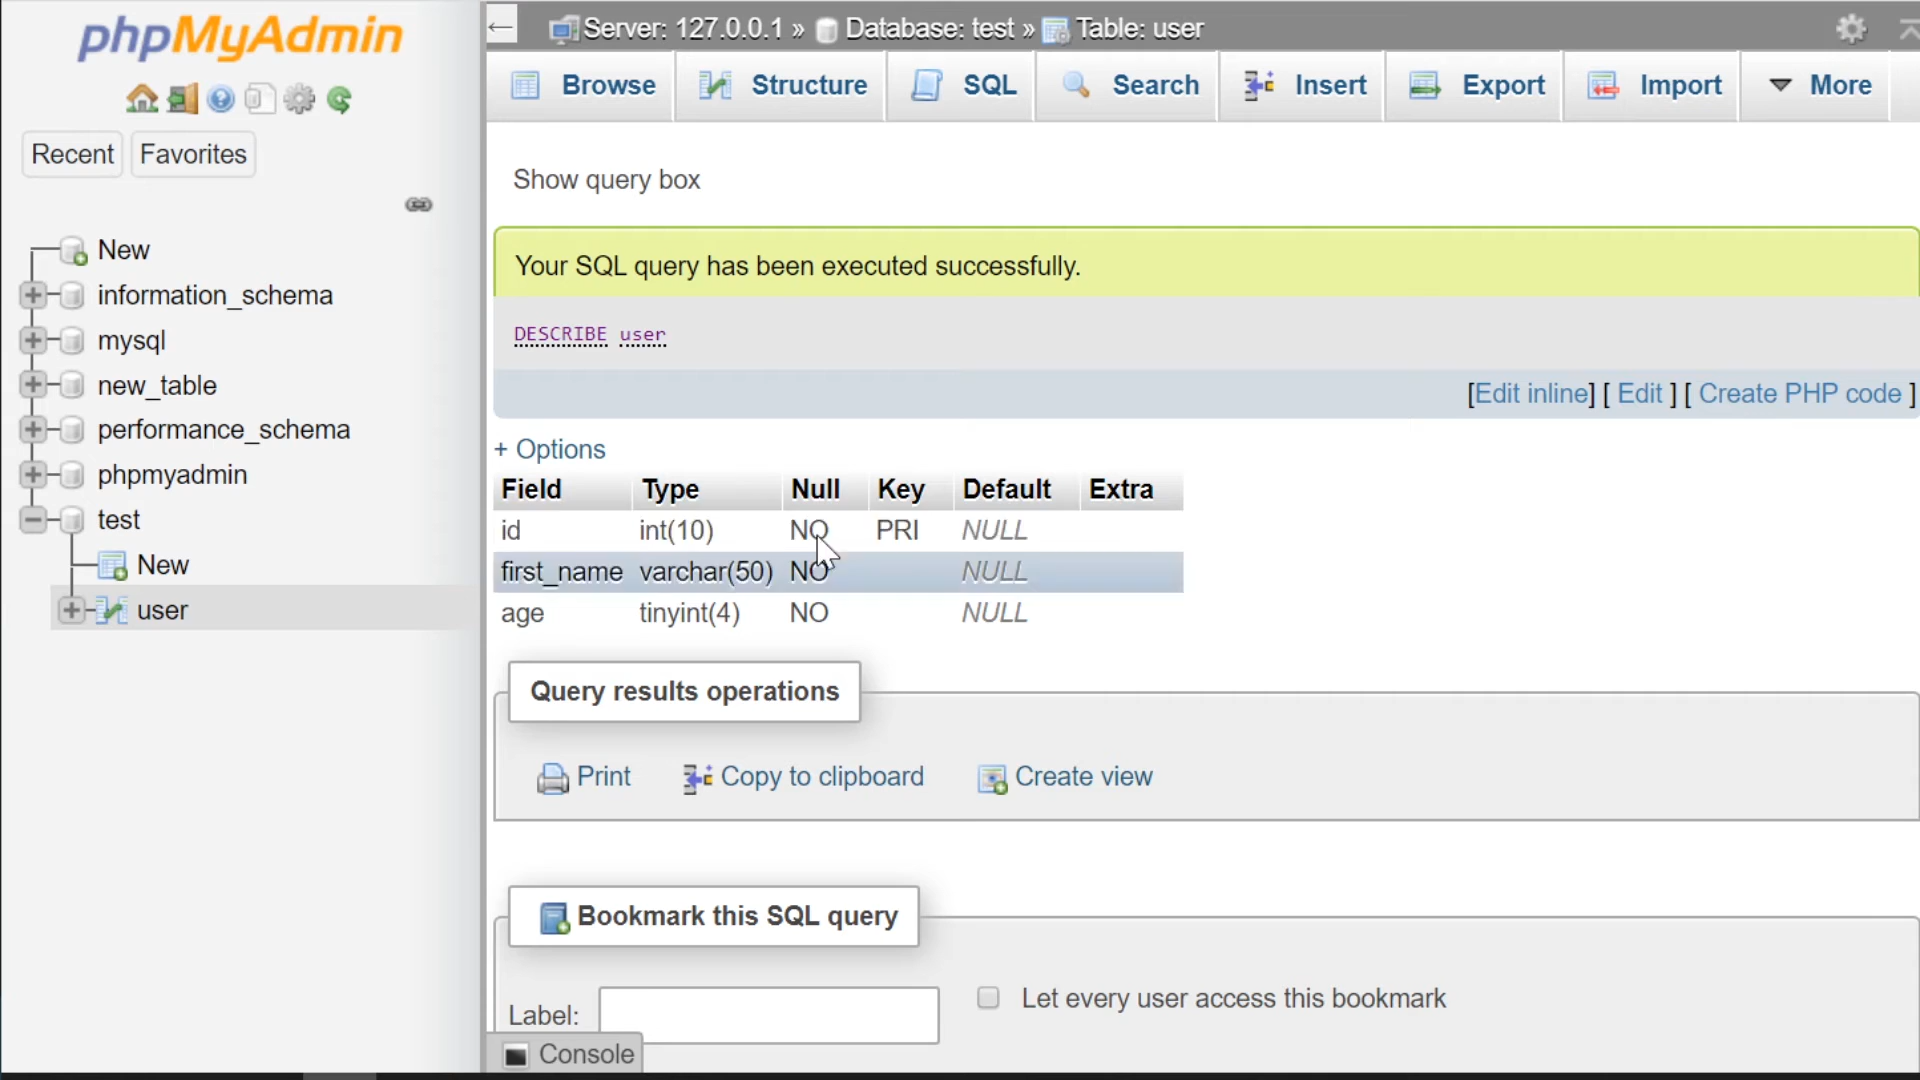 phpMyAdmin
Recent Favorites
New
information_schema
mysql
new_table
performance_schema
phpmyadmin
test
New
user
Server: 127.0.0.1 » Database: test » Table: user
Browse Structure SQL Search Insert Export Import More
Show query box
Your SQL query has been executed successfully.
DESCRIBE user
[Edit inline] [ Edit ] [ Create PHP code ]
+ Options
Field Type Null Key Default Extra
id int(10) NO PRI NULL
first_name varchar(50) NO NULL
age tinyint(4) NO NULL
Query results operations
Print Copy to clipboard Create view
Bookmark this SQL query
Label: Let every user access this bookmark
Console